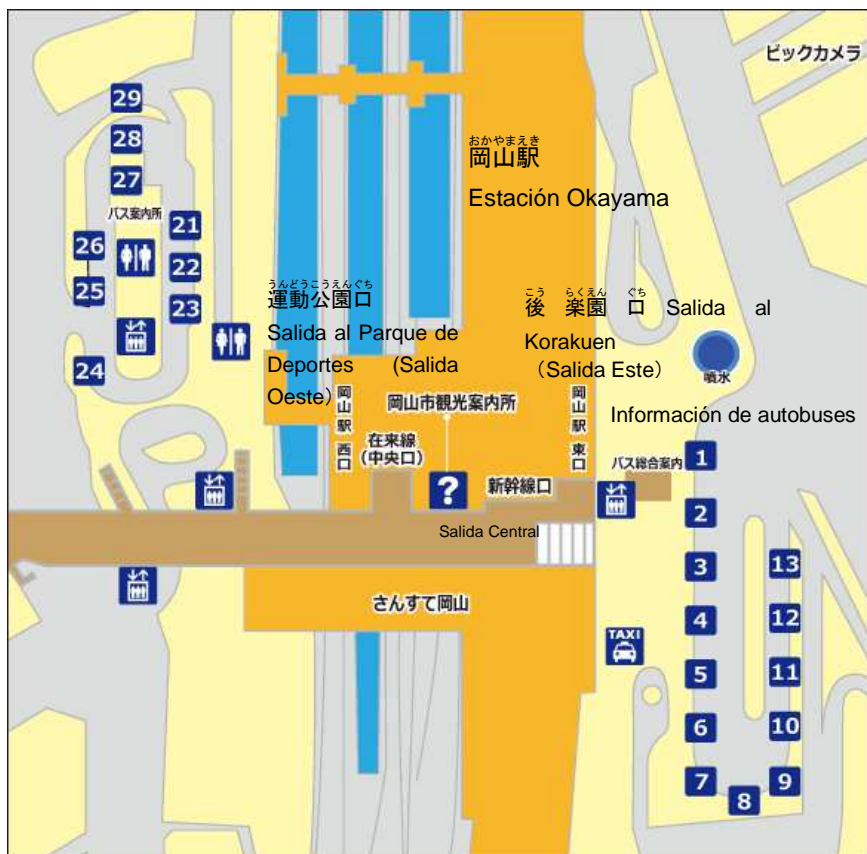 ビックカメラ
29
28
27
バス案内所
26
25
24
21
22
23
おかやまえき
岡山駅
Estación Okayama
うんどうこうえんぐち
運動公園口
Salida al Parque de
Deportes (Salida
Oeste)
こう らくえん ぐち
後 楽園 口 Salida al
Korakuen
(Salida Este)
噴水
岡山駅 西口
岡山市観光案内所
在来線
(中央口)
?
新幹線口
岡山駅 東口
Información de autobuses
バス総合案内
Salida Central
さんすて岡山
TAXI
1
2
3
4
5
6
7
8
9
10
11
12
13